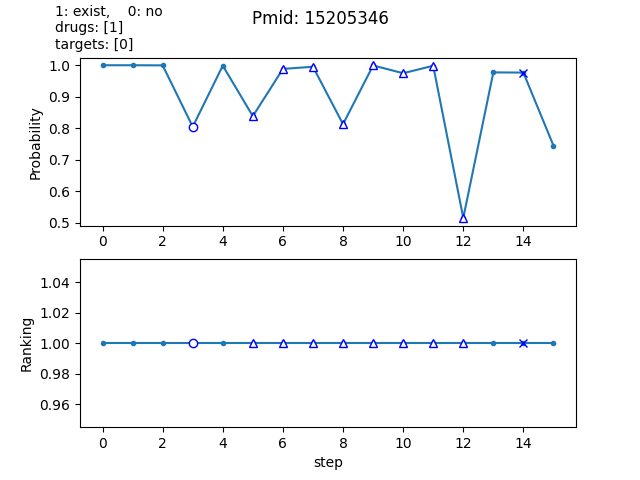 1: exist,    0: no
drugs: [1]
targets: [0]
Pmid: 15205346
1.0
0.9
0.8
0.7
0.6
0.5
Probability
0 2 4 6 8 10 12 14
1.04
1.02
1.00
0.98
0.96
Ranking
0 2 4 6 8 10 12 14
step